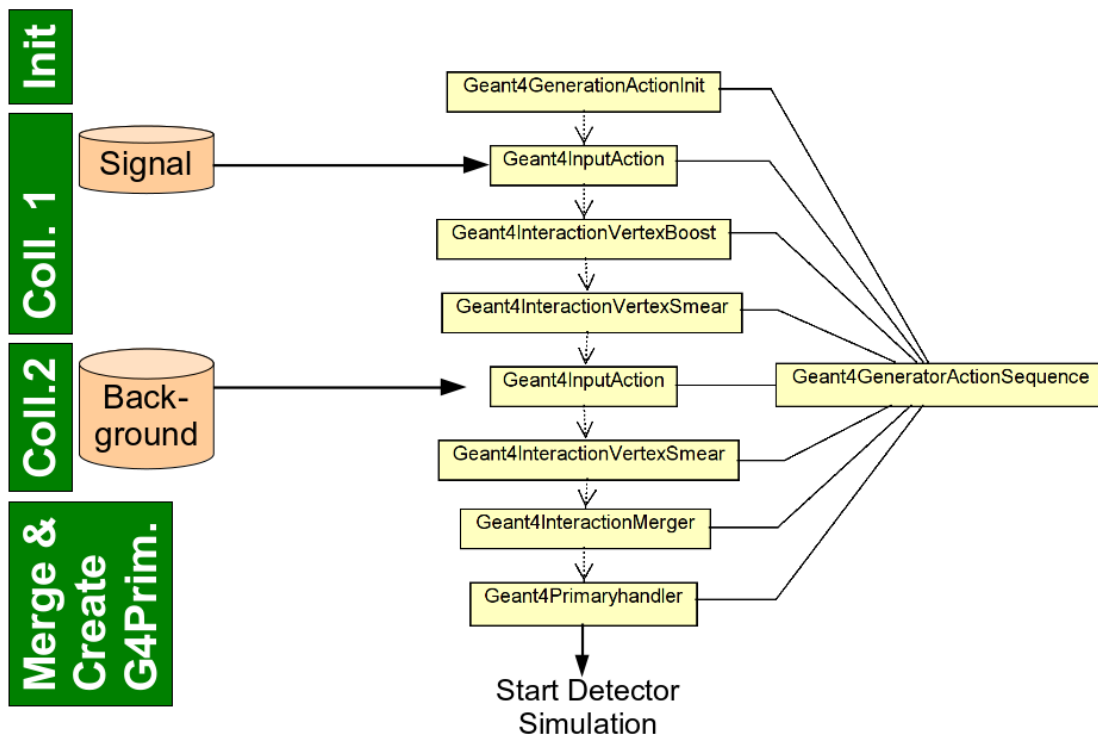 Init
Geant4GenerationActionInit
Coll. 1
Signal
Geant4InputAction
Geant4InteractionVertexBoost
Geant4InteractionVertexSmear
Coll.2
Back-
ground
Geant4InputAction
Geant4GeneratorActionSequence
Geant4InteractionVertexSmear
Merge &
Create
G4Prim.
Geant4InteractionMerger
Geant4Primaryhandler
Start Detector
Simulation